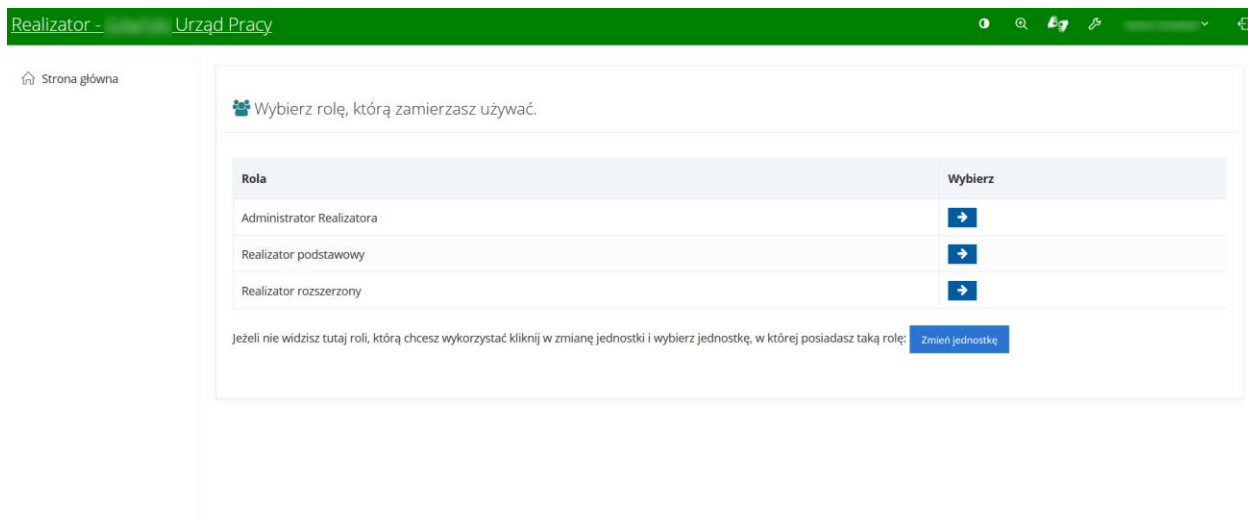 Realizator - Urząd Pracy
Strona główna
Wybierz rolę, którą zamierzasz używać.
Rola Wybierz
Administrator Realizatora
Realizator podstawowy
Realizator rozszerzony
Jeżeli nie widzisz tutaj roli, którą chcesz wykorzystać kliknij w zmianę jednostki i wybierz jednostkę, w której posiadasz taką rolę: Zmień jednostkę